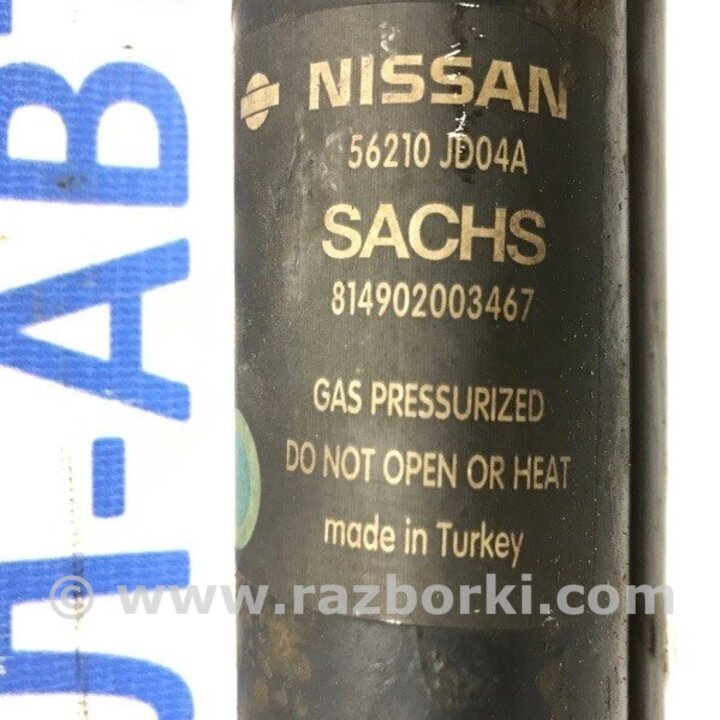 NISSAN
56210 JD04A
SACHS
814902003467
GAS PRESSURIZED
DO NOT OPEN OR HEAT
made in Turkey
© www.razborki.com